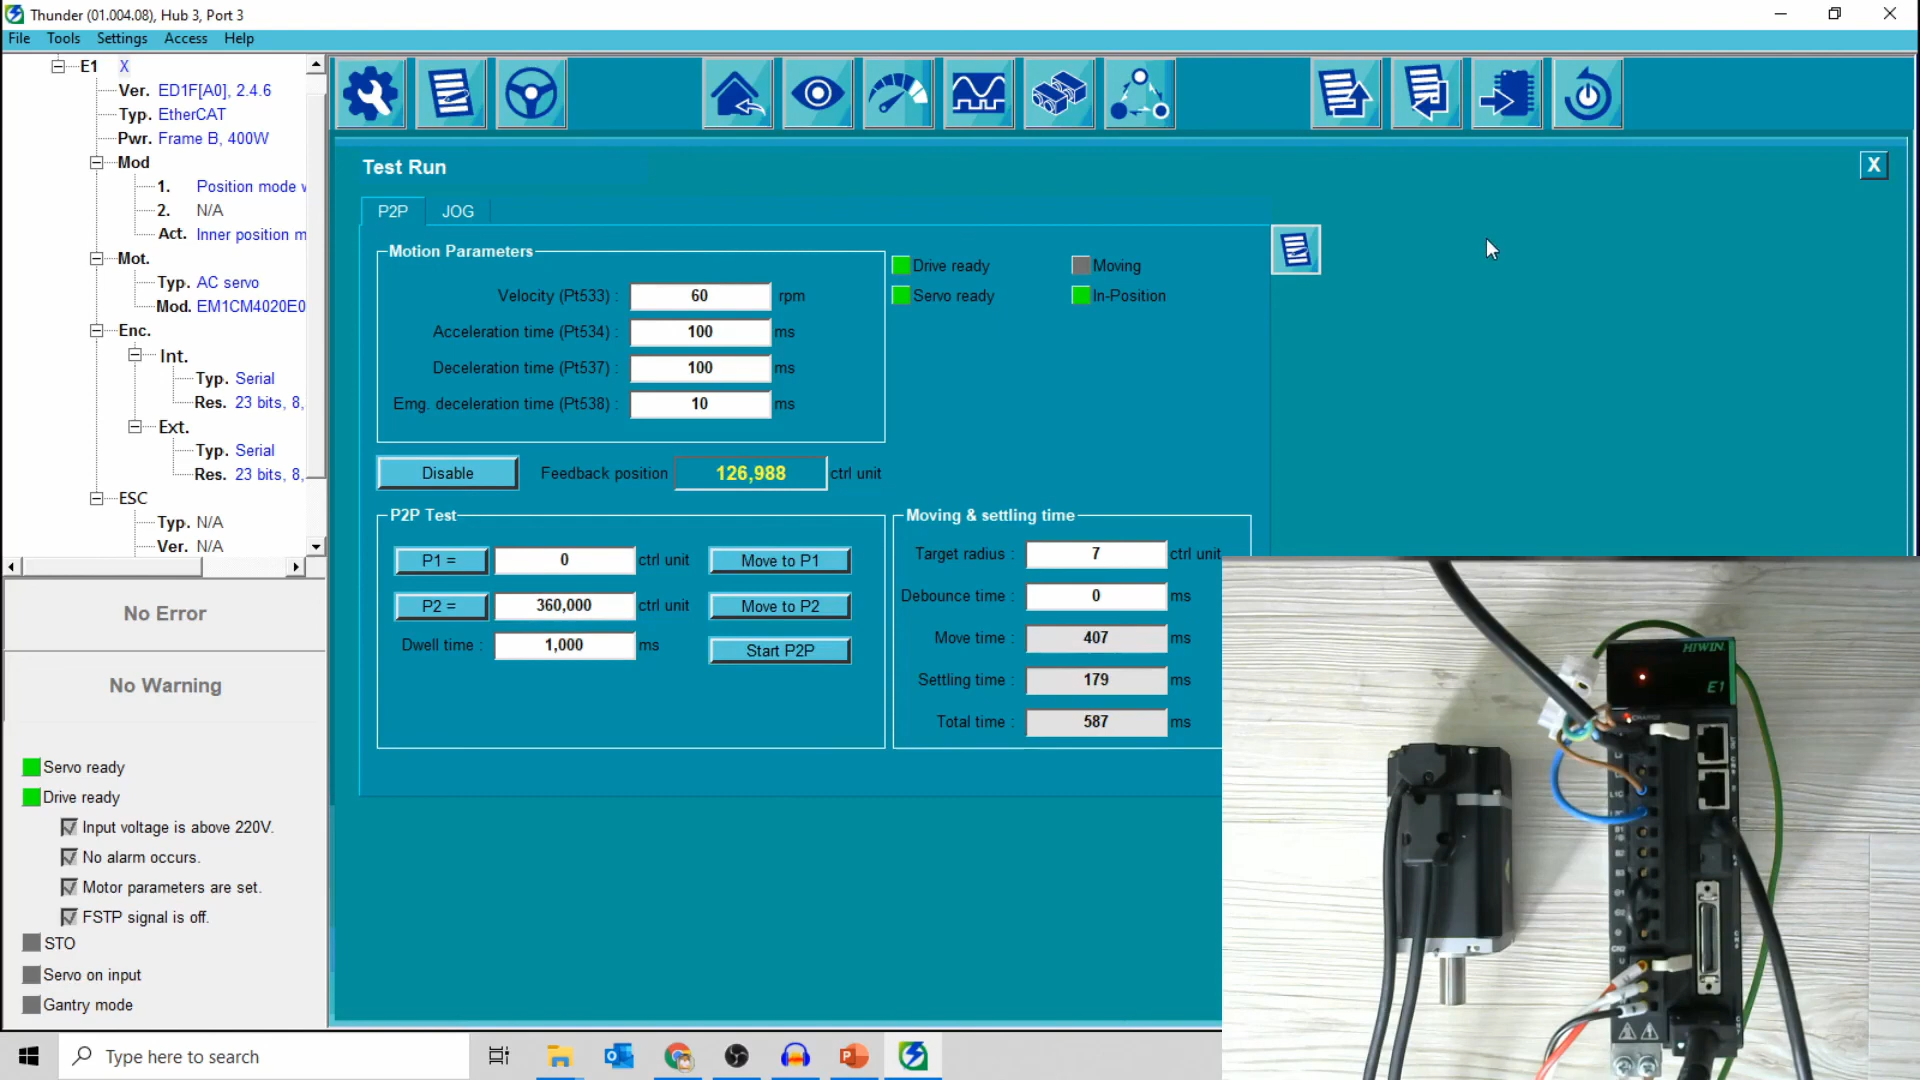 Thunder (01.004.08), Hub 3, Port 3
File Tools Settings Access Help
E1 X
Ver. ED1F[A0], 2.4.6
Typ. EtherCAT
Pwr. Frame B, 400W
Mod
1. Position mode
2. N/A
Act. Inner position m
Mot.
Typ. AC servo
Mod. EM1CM4020E0
Enc.
Int.
Typ. Serial
Res. 23 bits, 8,
Ext.
Typ. Serial
Res. 23 bits, 8,
ESC
Typ. N/A
Ver. N/A
No Error
No Warning
Servo ready
Drive ready
Input voltage is above 220V.
No alarm occurs.
Motor parameters are set.
FSTP signal is off.
STO
Servo on input
Gantry mode
Test Run
X
P2P JOG
Motion Parameters
Velocity (Pt533) : 60 rpm
Acceleration time (Pt534) : 100 ms
Deceleration time (Pt537) : 100 ms
Emg. deceleration time (Pt538) : 10 ms
Drive ready Moving
Servo ready In-Position
Disable Feedback position 126,988 ctrl unit
P2P Test
P1 = 0 ctrl unit Move to P1
P2 = 360,000 ctrl unit Move to P2
Dwell time : 1,000 ms Start P2P
Moving & settling time
Target radius : 7 ctrl unit
Debounce time : 0 ms
Move time : 407 ms
Settling time : 179 ms
Total time : 587 ms
HIWIN
E1
CHARGE
L1C
Type here to search